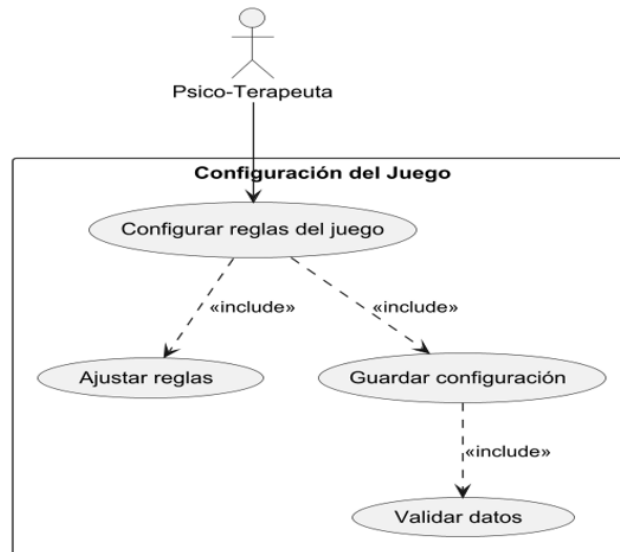 Psico-Terapeuta
Configuración del Juego
Configurar reglas del juego
«include»
«include»
Ajustar reglas
Guardar configuración
«include»
Validar datos